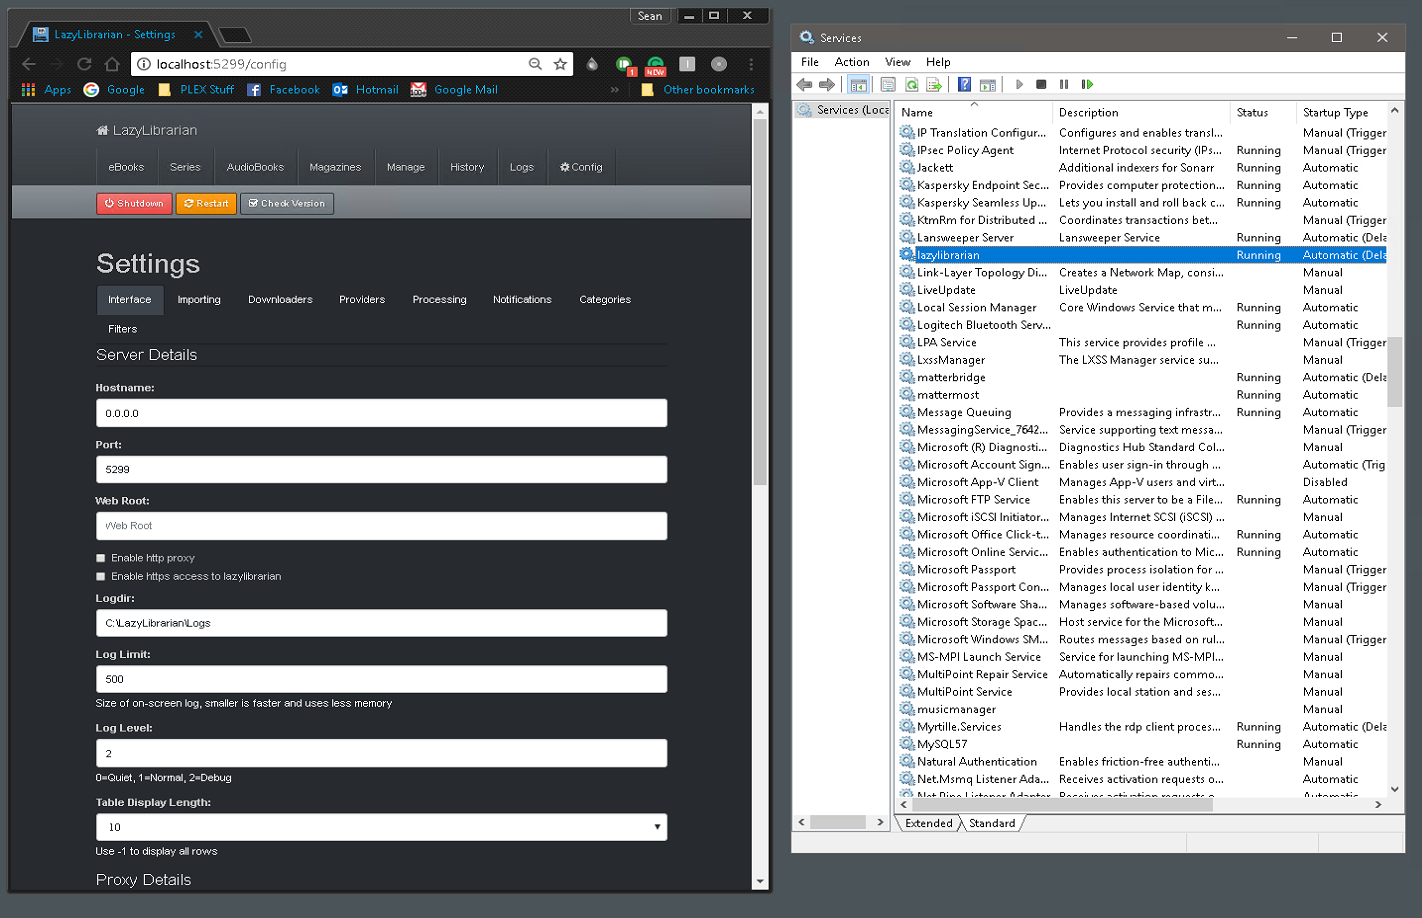 Sean
LazyLibrarian - Settings
localhost:5299/config
1
NEW
Apps Google PLEX Stuff Facebook Hotmail Google Mail » Other bookmarks
LazyLibrarian
eBooks Series AudioBooks Magazines Manage History Logs Config
Shutdown Restart Check Version
Settings
Interface Importing Downloaders Providers Processing Notifications Categories
Filters
Server Details
Hostname:
0.0.0.0
Port:
5299
Web Root:
Web Root
Enable http proxy
Enable https access to lazylibrarian
Logdir:
C:\LazyLibrarian\Logs
Log Limit:
500
Size of on-screen log, smaller is faster and uses less memory
Log Level:
2
0=Quiet, 1=Normal, 2=Debug
Table Display Length:
10
Use -1 to display all rows
Proxy Details
Services
File Action View Help
Services (Loca
Name Description Status Startup Type
IP Translation Configur... Configures and enables transl... Manual (Trigger
IPsec Policy Agent Internet Protocol security (IPs... Running Manual (Trigger
Jackett Additional indexers for Sonarr Running Automatic
Kaspersky Endpoint Sec... Provides computer protection... Running Automatic
Kaspersky Seamless Up... Lets you install and roll back c... Running Automatic
KtmRm for Distributed ... Coordinates transactions bet... Manual (Trigger
Lansweeper Server Lansweeper Service Running Automatic (Dela
lazylibrarian Running Automatic (Dela
Link-Layer Topology Di... Creates a Network Map, consi... Manual
LiveUpdate LiveUpdate Manual
Local Session Manager Core Windows Service that m... Running Automatic
Logitech Bluetooth Serv... Running Automatic
LPA Service This service provides profile ... Manual (Trigger
LxssManager The LXSS Manager service su... Manual
matterbridge Running Automatic (Dela
mattermost Running Automatic
Message Queuing Provides a messaging infrastr... Running Automatic
MessagingService_7642... Service supporting text messa... Manual (Trigger
Microsoft (R) Diagnosti... Diagnostics Hub Standard Col... Manual
Microsoft Account Sign... Enables user sign-in through ... Automatic (Trig
Microsoft App-V Client Manages App-V users and virt... Disabled
Microsoft FTP Service Enables this server to be a File... Running Automatic
Microsoft iSCSI Initiator... Manages Internet SCSI (iSCSI) ... Manual
Microsoft Office Click-t... Manages resource coordinati... Running Automatic
Microsoft Online Servic... Enables authentication to Mic... Running Automatic
Microsoft Passport Provides process isolation for ... Manual (Trigger
Microsoft Passport Con... Manages local user identity k... Manual (Trigger
Microsoft Software Sha... Manages software-based volu... Manual
Microsoft Storage Spac... Host service for the Microsoft... Manual
Microsoft Windows SM... Routes messages based on rul... Manual (Trigger
MS-MPI Launch Service Service for launching MS-MPI... Manual
MultiPoint Repair Service Automatically repairs commo... Manual
MultiPoint Service Provides local station and ses... Manual
musicmanager Manual
Myrtille.Services Handles the rdp client proces... Running Automatic (Dela
MySQL57 Running Automatic
Natural Authentication Enables friction-free authenti... Manual
Net.Msmq Listener Ada... Receives activation requests o... Automatic
Net.Pipe Listener Adapter Receives activation requests o... Automatic
Extended Standard